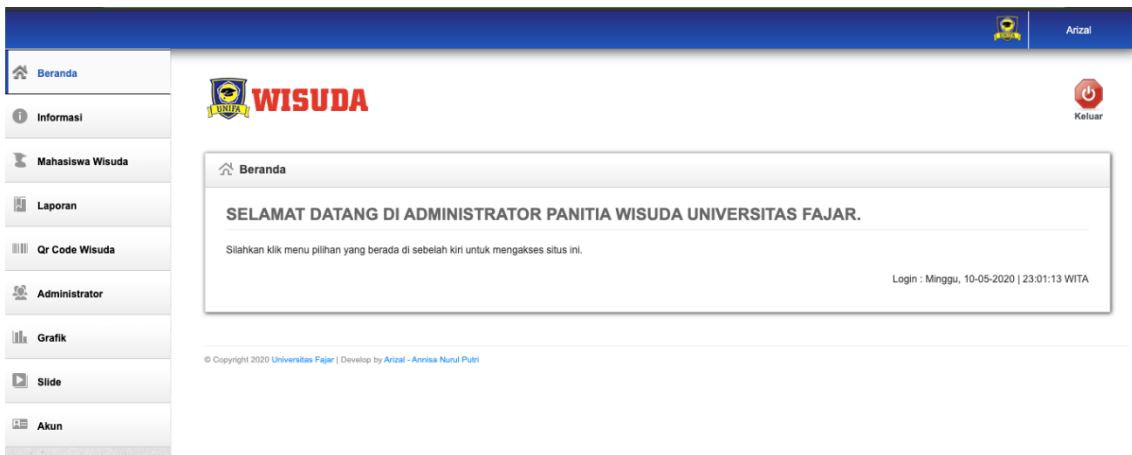 Arizal
Beranda
Informasi
Mahasiswa Wisuda
Laporan
Qr Code Wisuda
Administrator
Grafik
Slide
Akun
UNIFA
WISUDA
Keluar
Beranda
SELAMAT DATANG DI ADMINISTRATOR PANITIA WISUDA UNIVERSITAS FAJAR.
Silahkan klik menu pilihan yang berada di sebelah kiri untuk mengakses situs ini.
Login : Minggu, 10-05-2020 | 23:01:13 WITA
© Copyright 2020 Universitas Fajar | Develop by Arizal - Annisa Nurul Putri